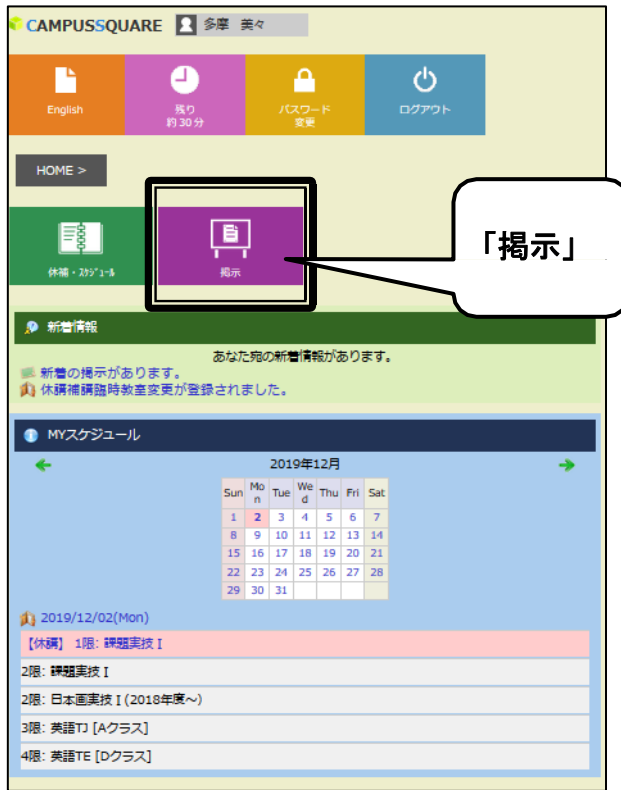 CAMPUSSQUARE 多摩 美々
English
残り
約30分
パスワード
変更
ログアウト
HOME >
休補・スケジュール
掲示
「掲示」
新着情報
あなた宛の新着情報があります。
新着の掲示があります。
休講補講臨時教室変更が登録されました。
MYスケジュール
2019年12月
Sun Mon Tue Wed Thu Fri Sat
1 2 3 4 5 6 7
8 9 10 11 12 13 14
15 16 17 18 19 20 21
22 23 24 25 26 27 28
29 30 31
2019/12/02(Mon)
【休講】 1限: 課題実技 I
2限: 課題実技 I
2限: 日本画実技 I (2018年度～)
3限: 英語TJ [Aクラス]
4限: 英語TE [Dクラス]